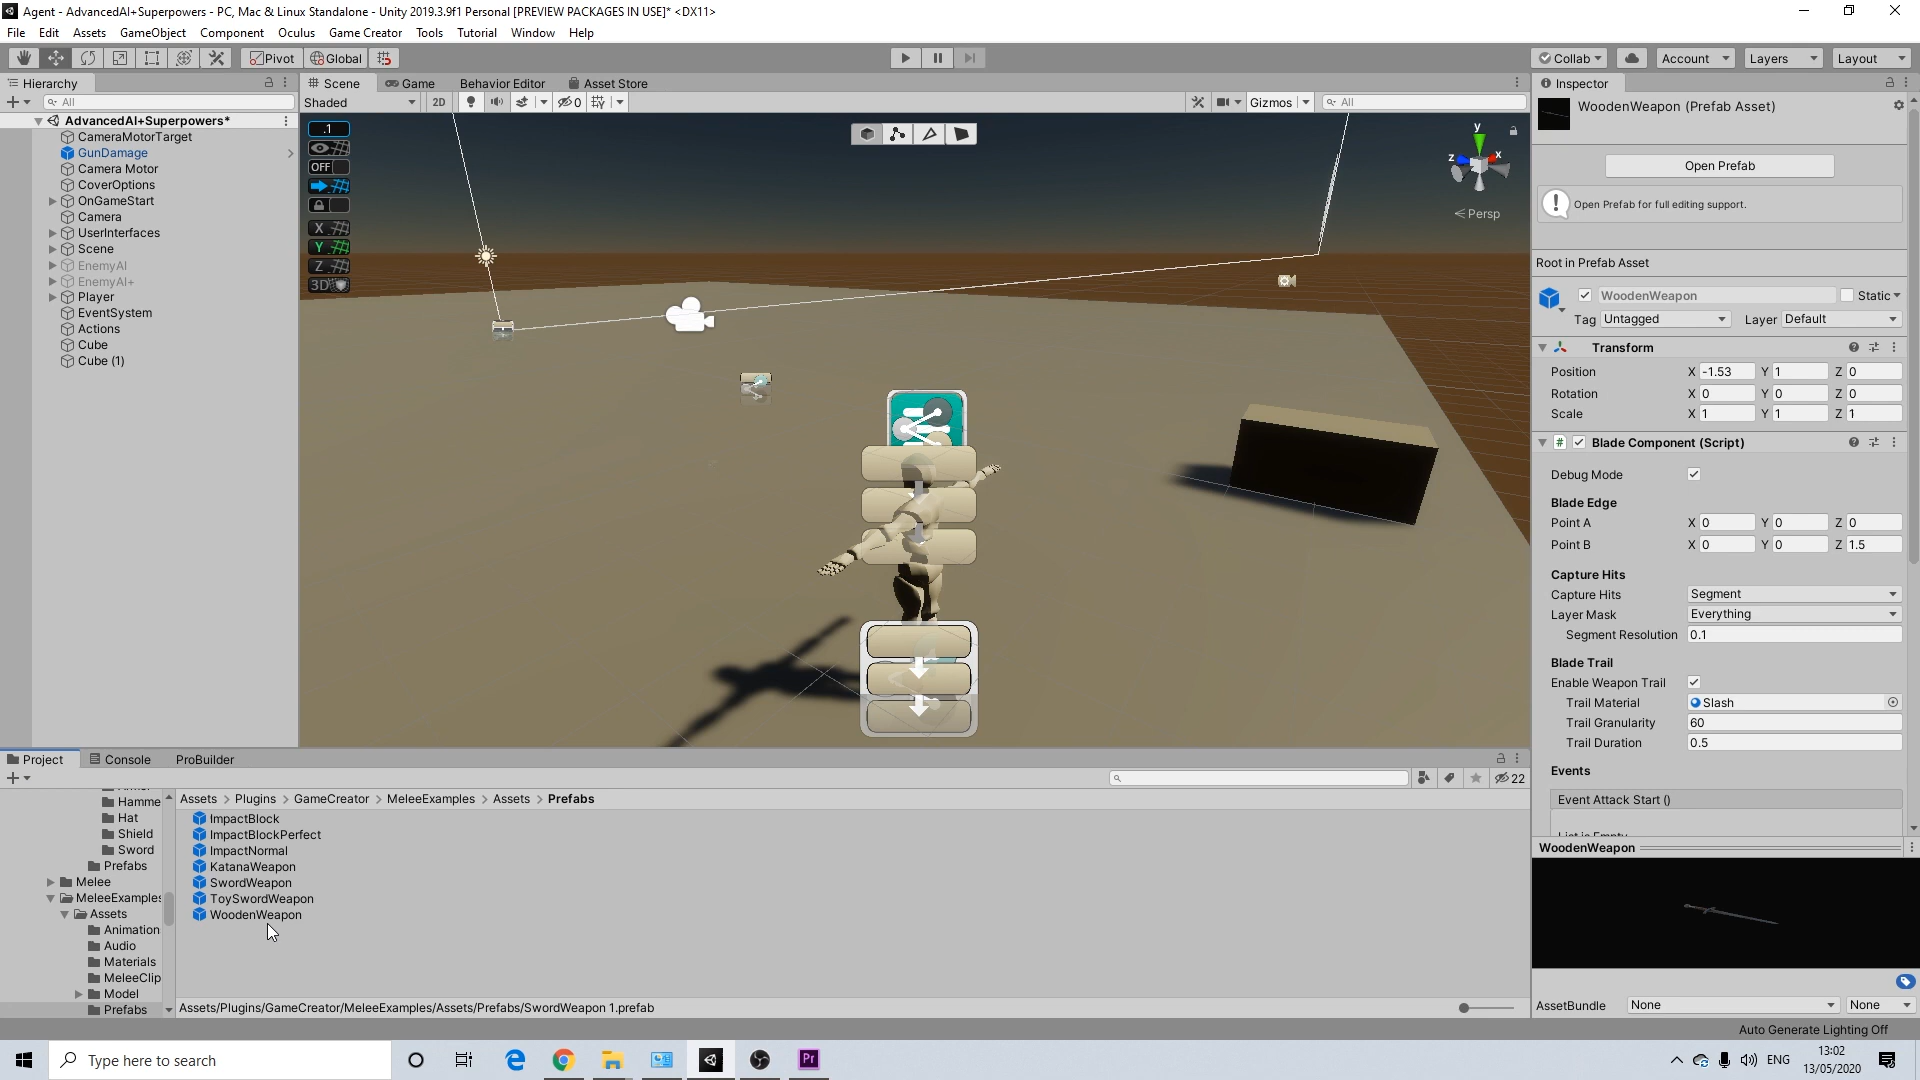 Agent - AdvancedAI+Superpowers - PC, Mac & Linux Standalone - Unity 2019.3.9f1 Personal [PREVIEW PACKAGES IN USE]* <DX11>
File Edit Assets GameObject Component Oculus Game Creator Tools Tutorial Window Help
Pivot Global Collab Account Layers Layout
Hierarchy
All
AdvancedAI+Superpowers*
CameraMotorTarget
GunDamage
Camera Motor
CoverOptions
OnGameStart
Camera
UserInterfaces
Scene
EnemyAI
EnemyAI+
Player
EventSystem
Actions
Cube
Cube (1)
Scene Game Behavior Editor Asset Store
Shaded 2D 0 Gizmos All
.1
OFF
X
Y
Z
3D
y
z x
Persp
Inspector
WoodenWeapon (Prefab Asset)
Open Prefab
Open Prefab for full editing support.
Root in Prefab Asset
WoodenWeapon Static
Tag Untagged Layer Default
Transform
Position X -1.53 Y 1 Z 0
Rotation X 0 Y 0 Z 0
Scale X 1 Y 1 Z 1
# Blade Component (Script)
Debug Mode
Blade Edge
Point A X 0 Y 0 Z 0
Point B X 0 Y 0 Z 1.5
Capture Hits
Capture Hits Segment
Layer Mask Everything
Segment Resolution 0.1
Blade Trail
Enable Weapon Trail
Trail Material Slash
Trail Granularity 60
Trail Duration 0.5
Events
Event Attack Start ()
List is Empty
WoodenWeapon
AssetBundle None None
Auto Generate Lighting Off
Project Console ProBuilder
22
Hamme
Hat
Shield
Sword
Prefabs
Melee
MeleeExamples
Assets
Animation
Audio
Materials
MeleeClip
Model
Prefabs
Assets > Plugins > GameCreator > MeleeExamples > Assets > Prefabs
ImpactBlock
ImpactBlockPerfect
ImpactNormal
KatanaWeapon
SwordWeapon
ToySwordWeapon
WoodenWeapon
Assets/Plugins/GameCreator/MeleeExamples/Assets/Prefabs/SwordWeapon 1.prefab
Type here to search
Pr
ENG
13:02
13/05/2020